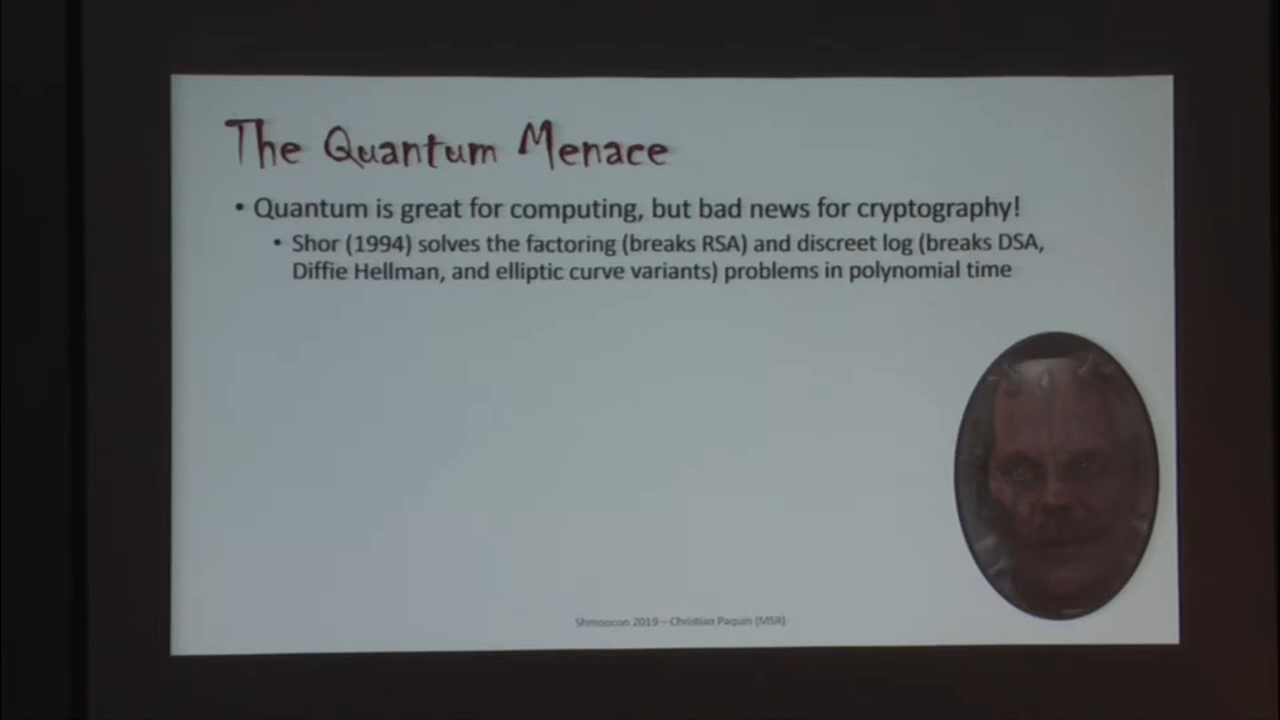 The Quantum Menace
• Quantum is great for computing, but bad news for cryptography!
• Shor (1994) solves the factoring (breaks RSA) and discreet log (breaks DSA,
Diffie Hellman, and elliptic curve variants) problems in polynomial time
Shmoocon 2019 – Christian Paquin (MSR)